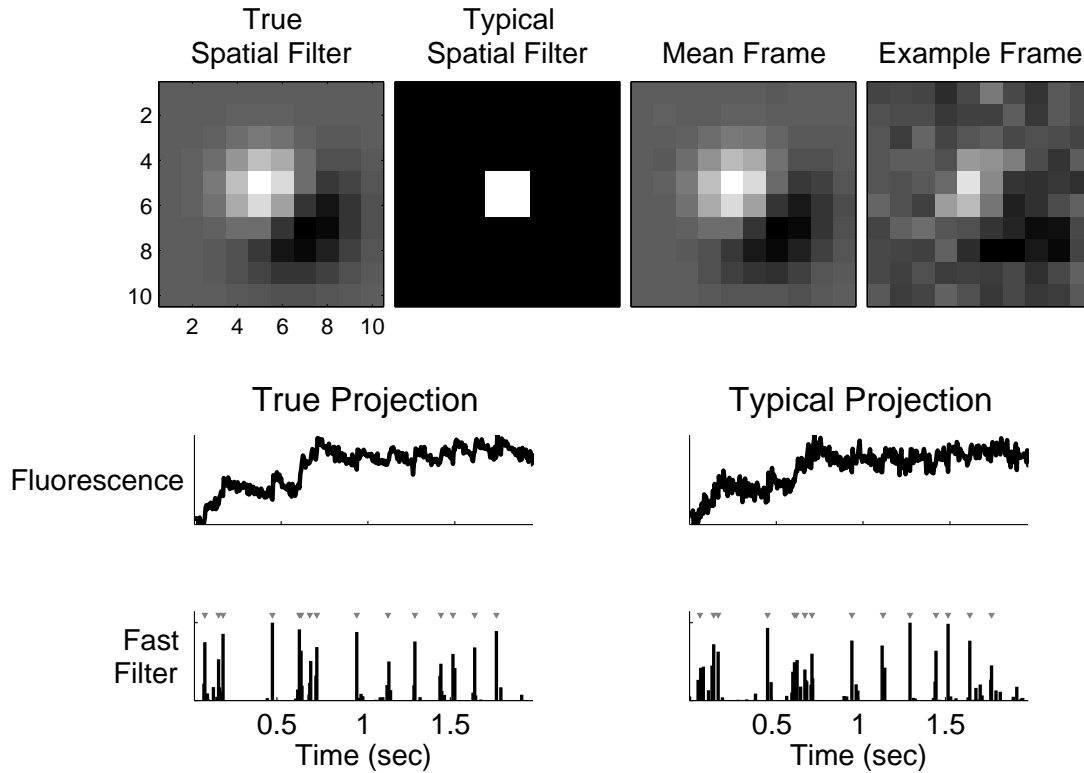 True
Spatial Filter
Typical
Spatial Filter
Mean Frame
Example Frame
2
4
6
8
10
2 4 6 8 10
True Projection
Typical Projection
Fluorescence
Fast
Filter
0.5 1 1.5
Time (sec)
0.5 1 1.5
Time (sec)